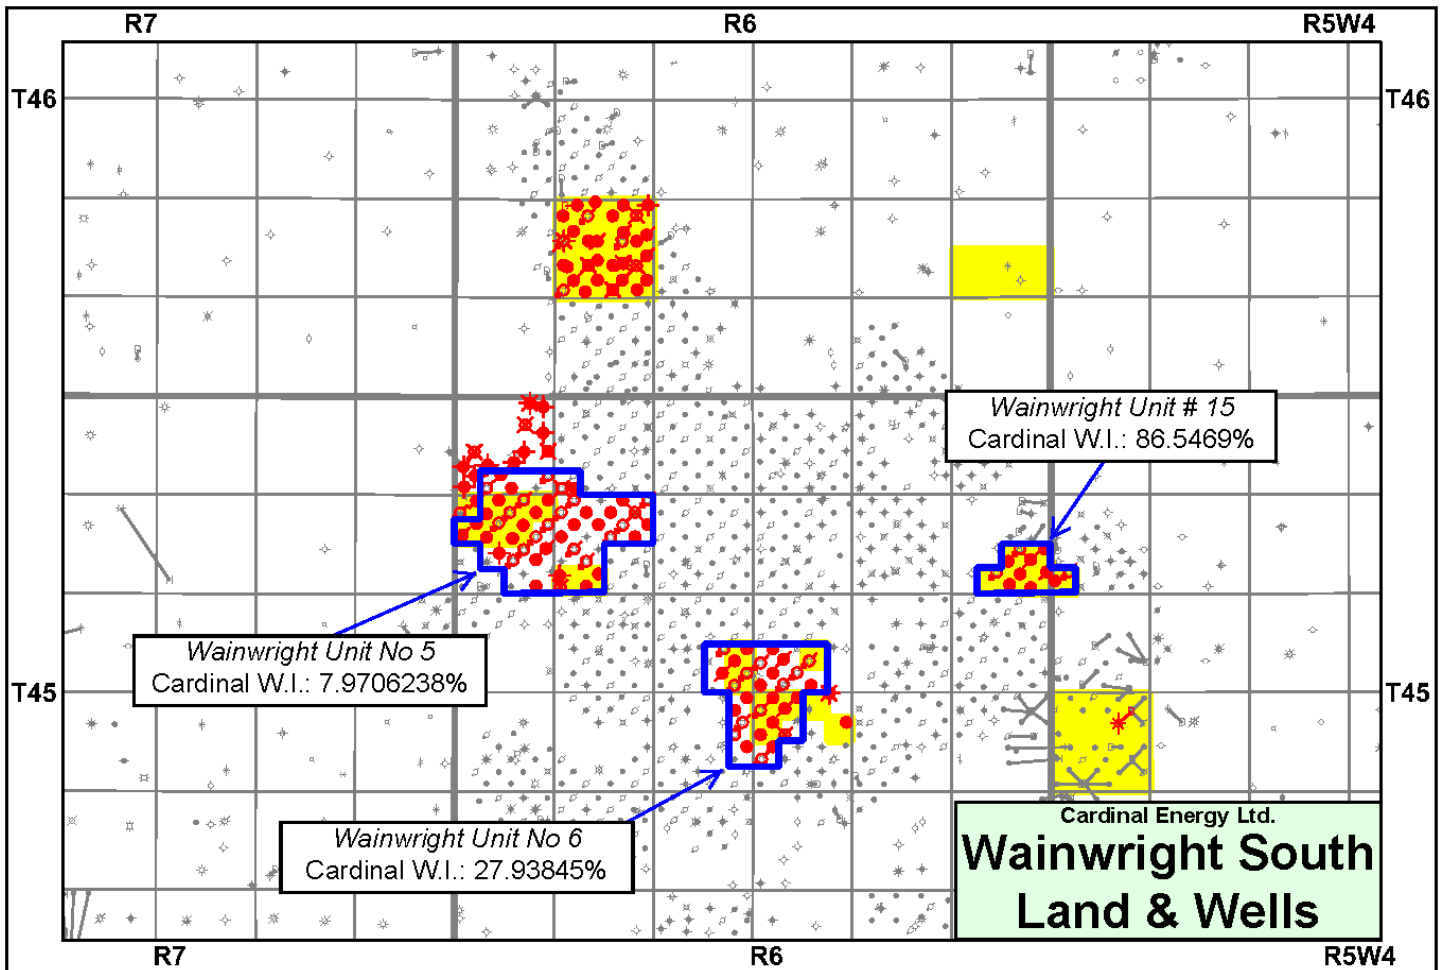 R7 R6 R5W4
T46 T46
Wainwright Unit # 15
Cardinal W.I.: 86.5469%
Wainwright Unit No 5
Cardinal W.I.: 7.9706238%
T45 T45
Wainwright Unit No 6
Cardinal W.I.: 27.93845%
Cardinal Energy Ltd.
Wainwright South
Land & Wells
R7 R6 R5W4